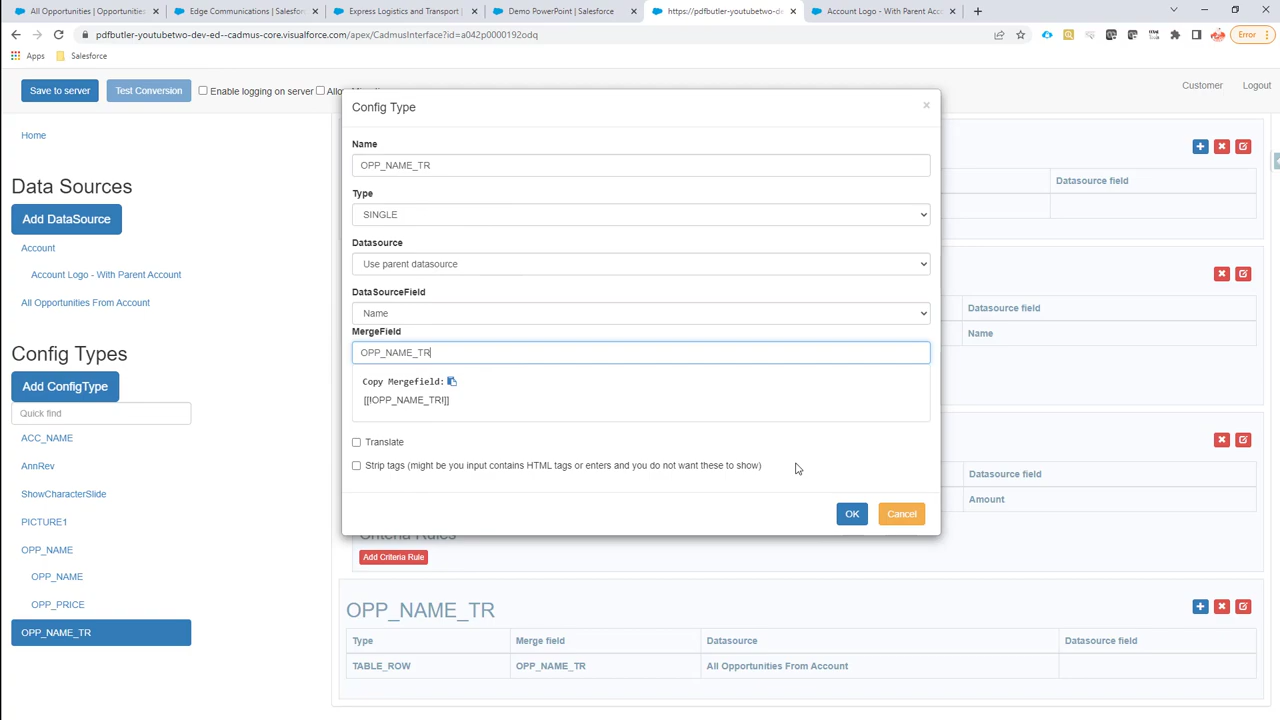 All Opportunities | Opportunities
Edge Communications | Salesfor
Express Logistics and Transport |
Demo PowerPoint | Salesforce
https://pdfbutler-youtubetwo-dev
Account Logo - With Parent Acco
pdfbutler-youtubetwo-dev-ed--cadmus-core.visualforce.com/apex/CadmusInterface?id=a042p0000192odq
Error
Apps
Salesforce
Save to server
Test Conversion
Enable logging on server
Customer
Logout
Config Type
×
Home
Name
OPP_NAME_TR
Datasource field
Data Sources
Type
Add DataSource
SINGLE
Account
Datasource
Account Logo - With Parent Account
Use parent datasource
All Opportunities From Account
DataSourceField
Datasource field
Name
Name
MergeField
OPP_NAME_TR
Config Types
Add ConfigType
Copy Mergefield:
[[!OPP_NAME_TR!]]
Quick find
ACC_NAME
Translate
AnnRev
Strip tags (might be you input contains HTML tags or enters and you do not want these to show)
Datasource field
ShowCharacterSlide
Amount
PICTURE1
OK
Cancel
Criteria Rules
OPP_NAME
Add Criteria Rule
OPP_NAME
OPP_PRICE
OPP_NAME_TR
OPP_NAME_TR
Type
Merge field
Datasource
Datasource field
TABLE_ROW
OPP_NAME_TR
All Opportunities From Account